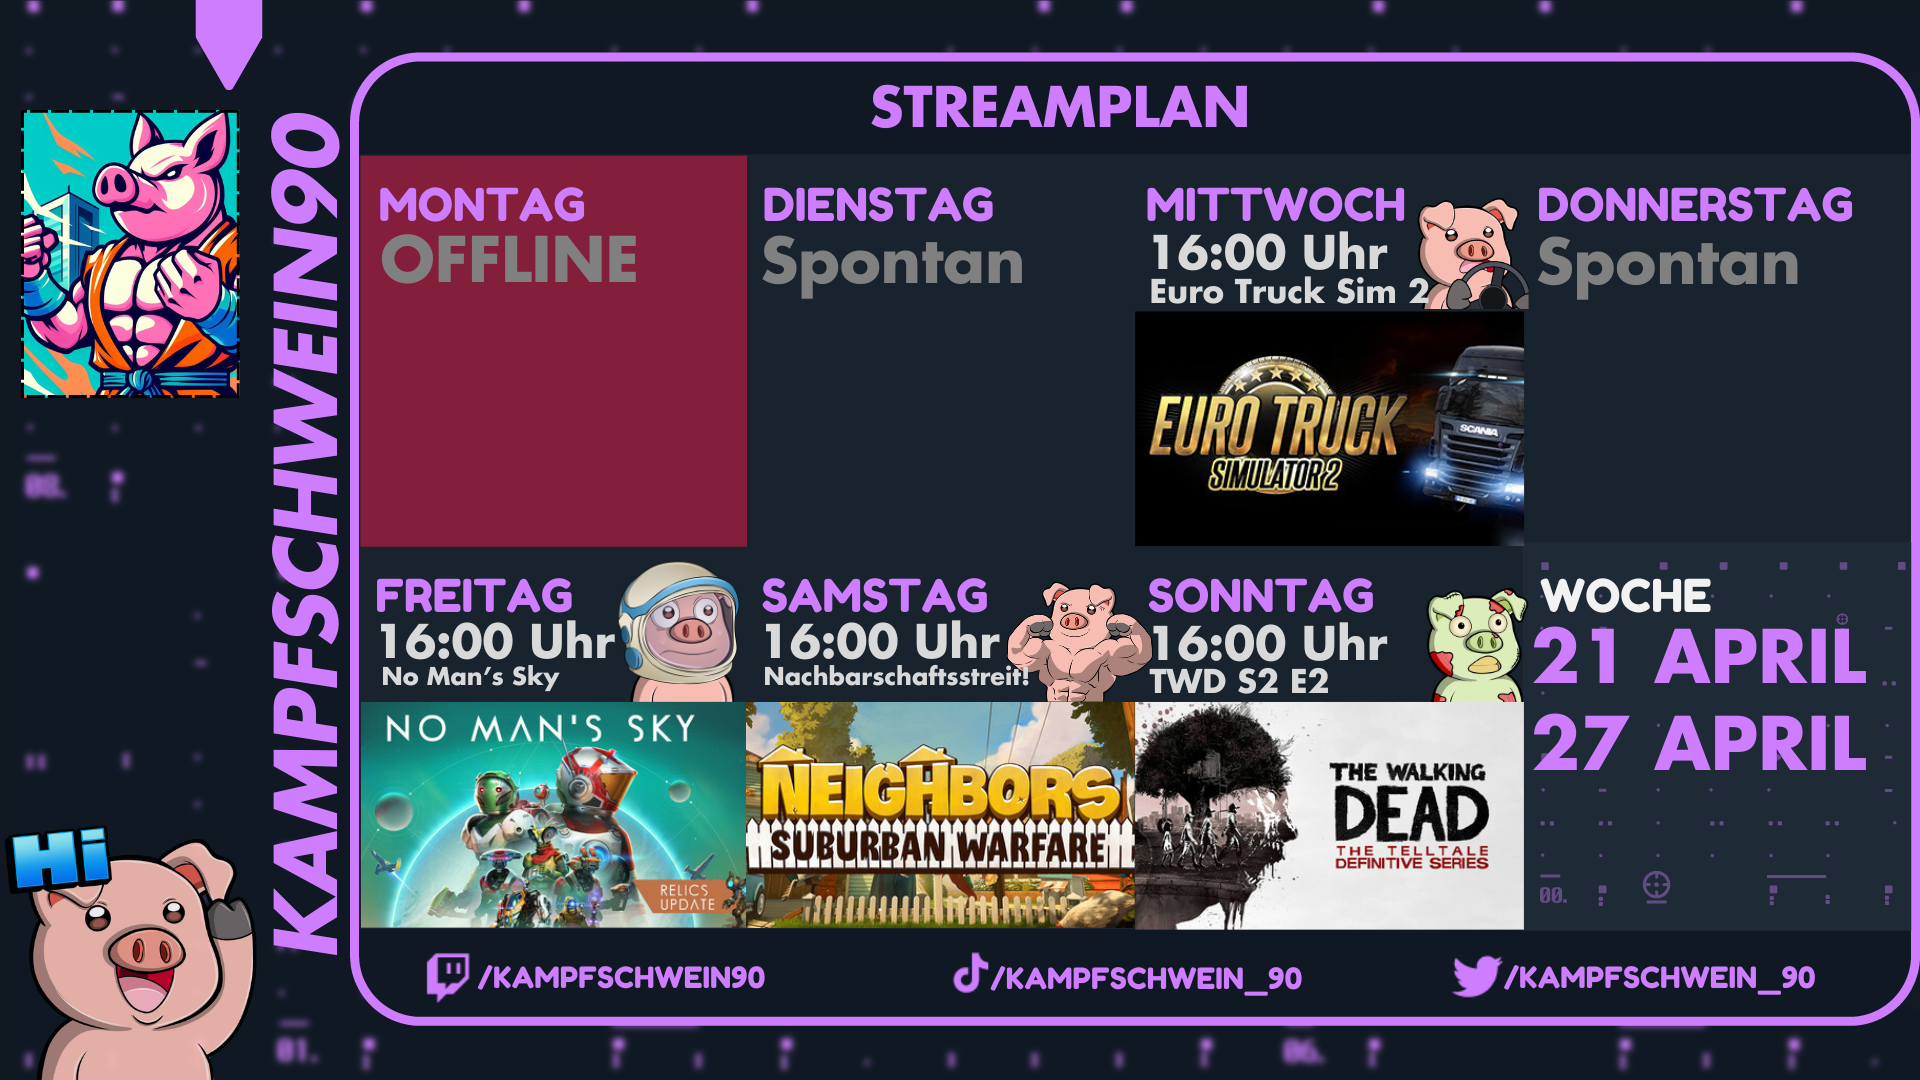 STREAMPLAN
KAMPFSCHWEIN90
MONTAG
OFFLINE
DIENSTAG
Spontan
MITTWOCH
16:00 Uhr
Euro Truck Sim 2
EURO TRUCK
SIMULATOR 2
SCANIA
DONNERSTAG
Spontan
FREITAG
16:00 Uhr
No Man’s Sky
NO MAN'S SKY
RELICS
UPDATE
SAMSTAG
16:00 Uhr
Nachbarschaftsstreit!
NEIGHBORS
SUBURBAN WARFARE
SONNTAG
16:00 Uhr
TWD S2 E2
THE WALKING
DEAD
THE TELLTALE
DEFINITIVE SERIES
WOCHE
21 APRIL
27 APRIL
00.
Hi
/KAMPFSCHWEIN90
/KAMPFSCHWEIN_90
/KAMPFSCHWEIN_90
08.
01.
06.